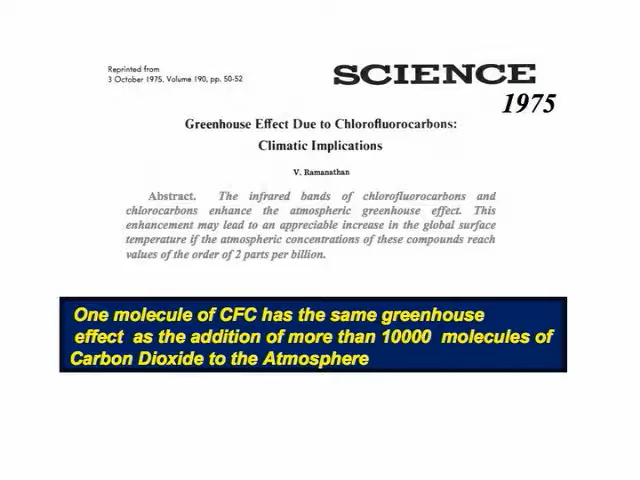 Reprinted from
3 October 1975, Volume 190, pp. 50-52
SCIENCE
1975
Greenhouse Effect Due to Chlorofluorocarbons:
Climatic Implications
V. Ramanathan
Abstract. The infrared bands of chlorofluorocarbons and
chlorocarbons enhance the atmospheric greenhouse effect. This
enhancement may lead to an appreciable increase in the global surface
temperature if the atmospheric concentrations of these compounds reach
values of the order of 2 parts per billion.
One molecule of CFC has the same greenhouse
effect as the addition of more than 10000 molecules of
Carbon Dioxide to the Atmosphere